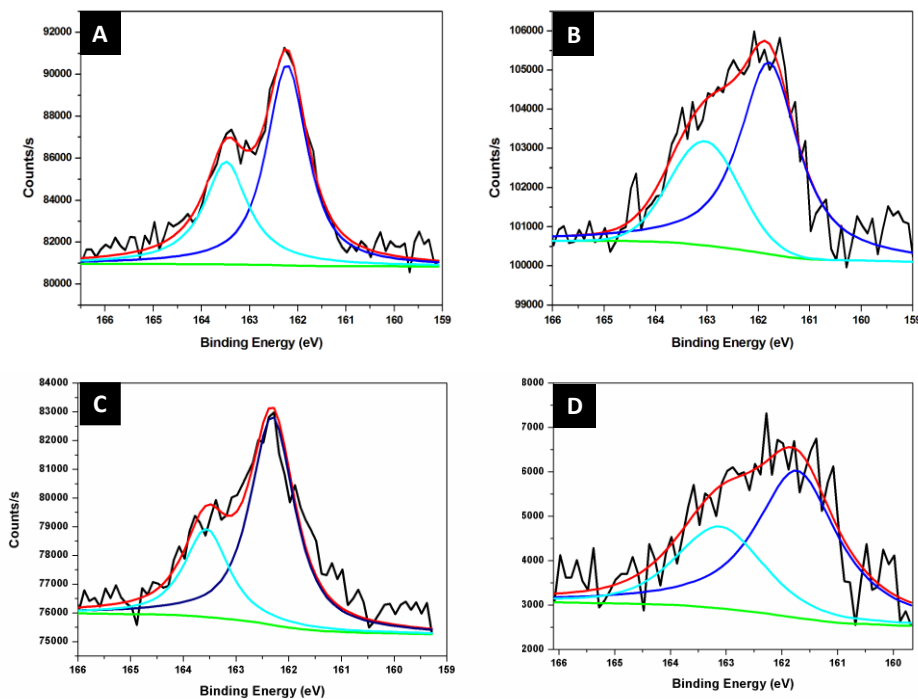 A
92000
90000
88000
86000
84000
82000
80000
Counts/s
166 165 164 163 162 161 160 159
Binding Energy (eV)
B
106000
105000
104000
103000
102000
101000
100000
99000
Counts/s
166 165 164 163 162 161 160 159
Binding Energy (eV)
C
84000
83000
82000
81000
80000
79000
78000
77000
76000
75000
Counts/s
166 165 164 163 162 161 160 159
Binding Energy (eV)
D
8000
7000
6000
5000
4000
3000
2000
Counts/s
166 165 164 163 162 161 160
Binding Energy (eV)